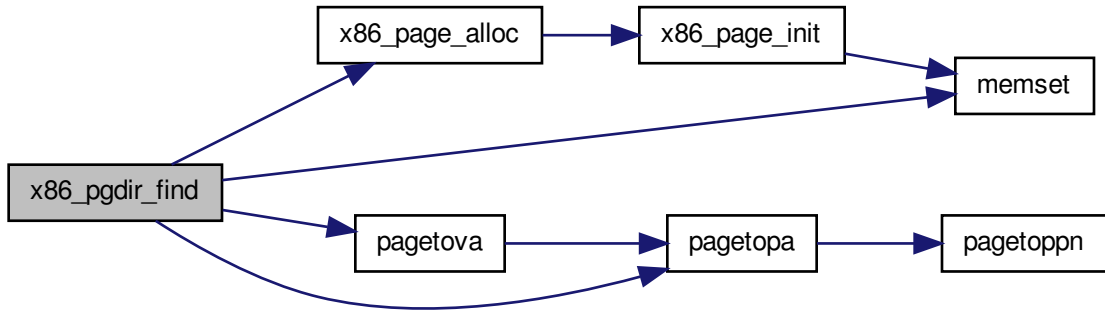 x86_page_alloc
x86_page_init
memset
x86_pgdir_find
pagetova
pagetopa
pagetoppn